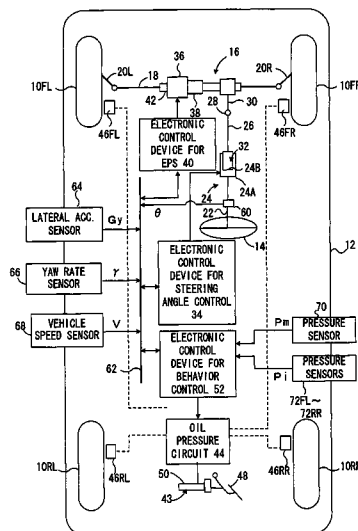 36
16
20L
18
20R
10FL
42
38
30
10FR
28
46FL
26
46FR
ELECTRONIC CONTROL DEVICE FOR EPS 40
32
24B
24
24A
64
θ
22
60
LATERAL ACC. SENSOR
Gy
14
12
66
ELECTRONIC CONTROL DEVICE FOR STEERING ANGLE CONTROL 34
YAW RATE SENSOR
γ
70
68
Pm
PRESSURE SENSOR
VEHICLE SPEED SENSOR
V
ELECTRONIC CONTROL DEVICE FOR BEHAVIOR CONTROL 52
62
Pi
PRESSURE SENSORS
72FL~72RR
OIL PRESSURE CIRCUIT 44
10RL
46RL
46RR
10RR
50
48
43